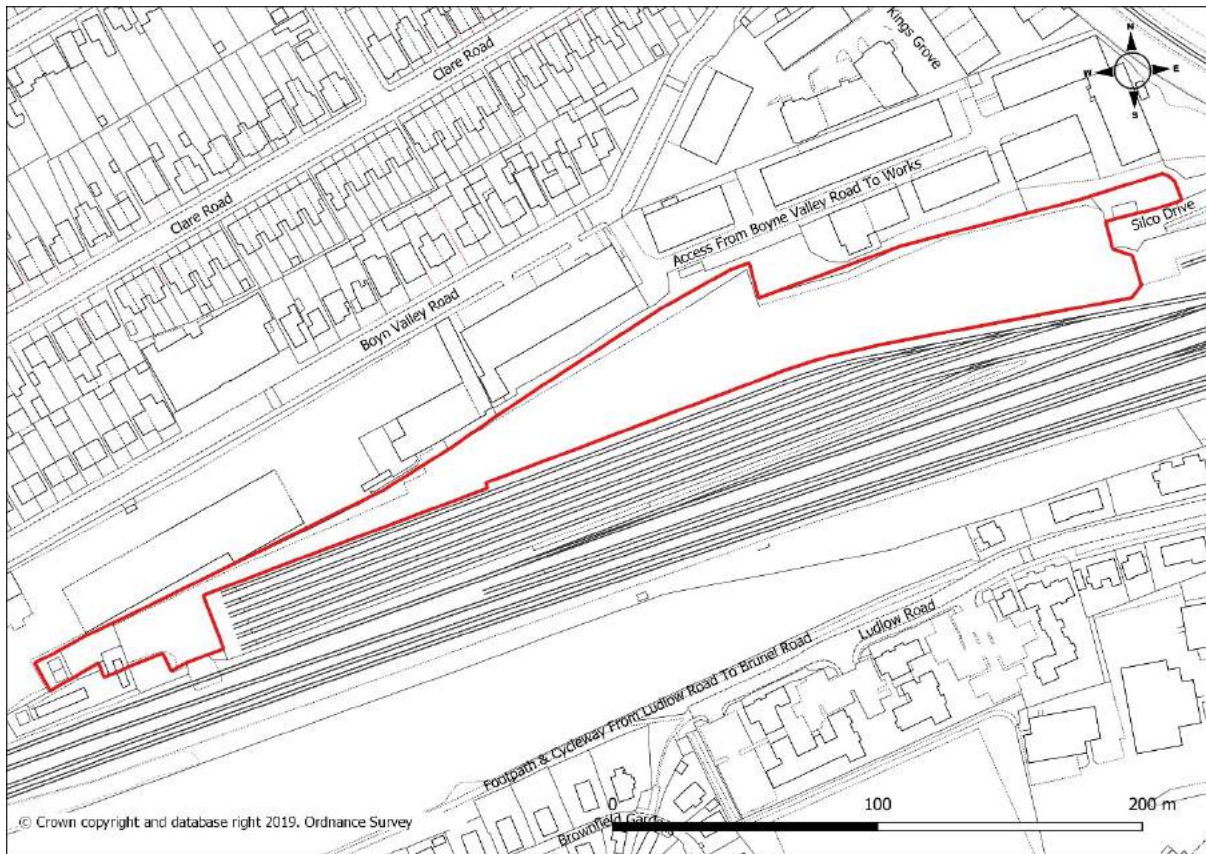 Kings Grove
N
W
E
S
Clare Road
Clare Road
Access From Boyne Valley Road To Works
Silco Drive
Boyn Valley Road
Ludlow Road
Footpath & Cycleway From Ludlow Road To Brunel Road
0
100
200 m
© Crown copyright and database right 2019. Ordnance Survey